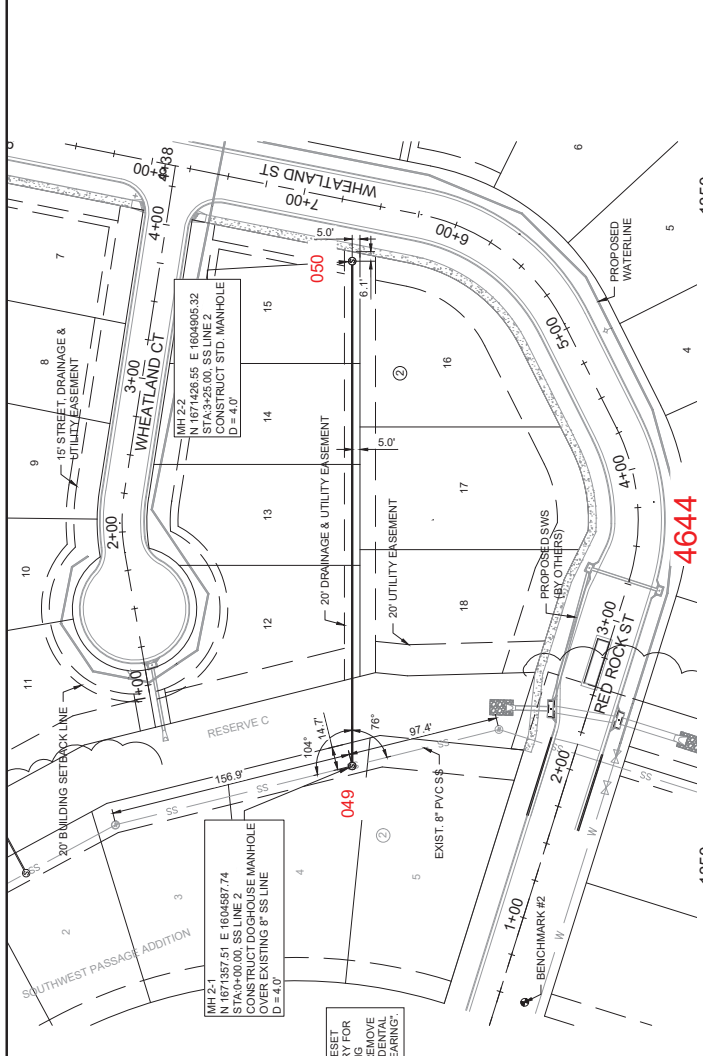 7
8
9
10
11
15' STREET, DRAINAGE &
UTILITY EASEMENT
WHEATLAND CT
1+00
2+00
3+00
4+00
4+38
WHEATLAND ST
7+00
6+00
5+00
4+00
3+00
2+00
1+00
20' BUILDING SETBACK LINE
MH 2-2
N 1671426.55 E 1604905.32
STA:3+25.00, SS LINE 2
CONSTRUCT STD. MANHOLE
D = 4.0'
050
5.0'
6.1'
5.0'
12
13
14
15
16
17
18
2
20' DRAINAGE & UTILITY EASEMENT
20' UTILITY EASEMENT
PROPOSED
WATERLINE
6
5
4
RESERVE C
156.9'
104°
14.7'
76°
97.4'
049
SS
SS
SS
SS
SS
EXIST. 8" PVC SS
2
3
4
5
2
SOUTHWEST PASSAGE ADDITION
MH 2-1
N 1671357.51 E 1604587.74
STA:0+00.00, SS LINE 2
CONSTRUCT DOGHOUSE MANHOLE
OVER EXISTING 8" SS LINE
D = 4.0'
PROPOSED SWS
(BY OTHERS)
RED ROCK ST
4644
BENCHMARK #2
W
W